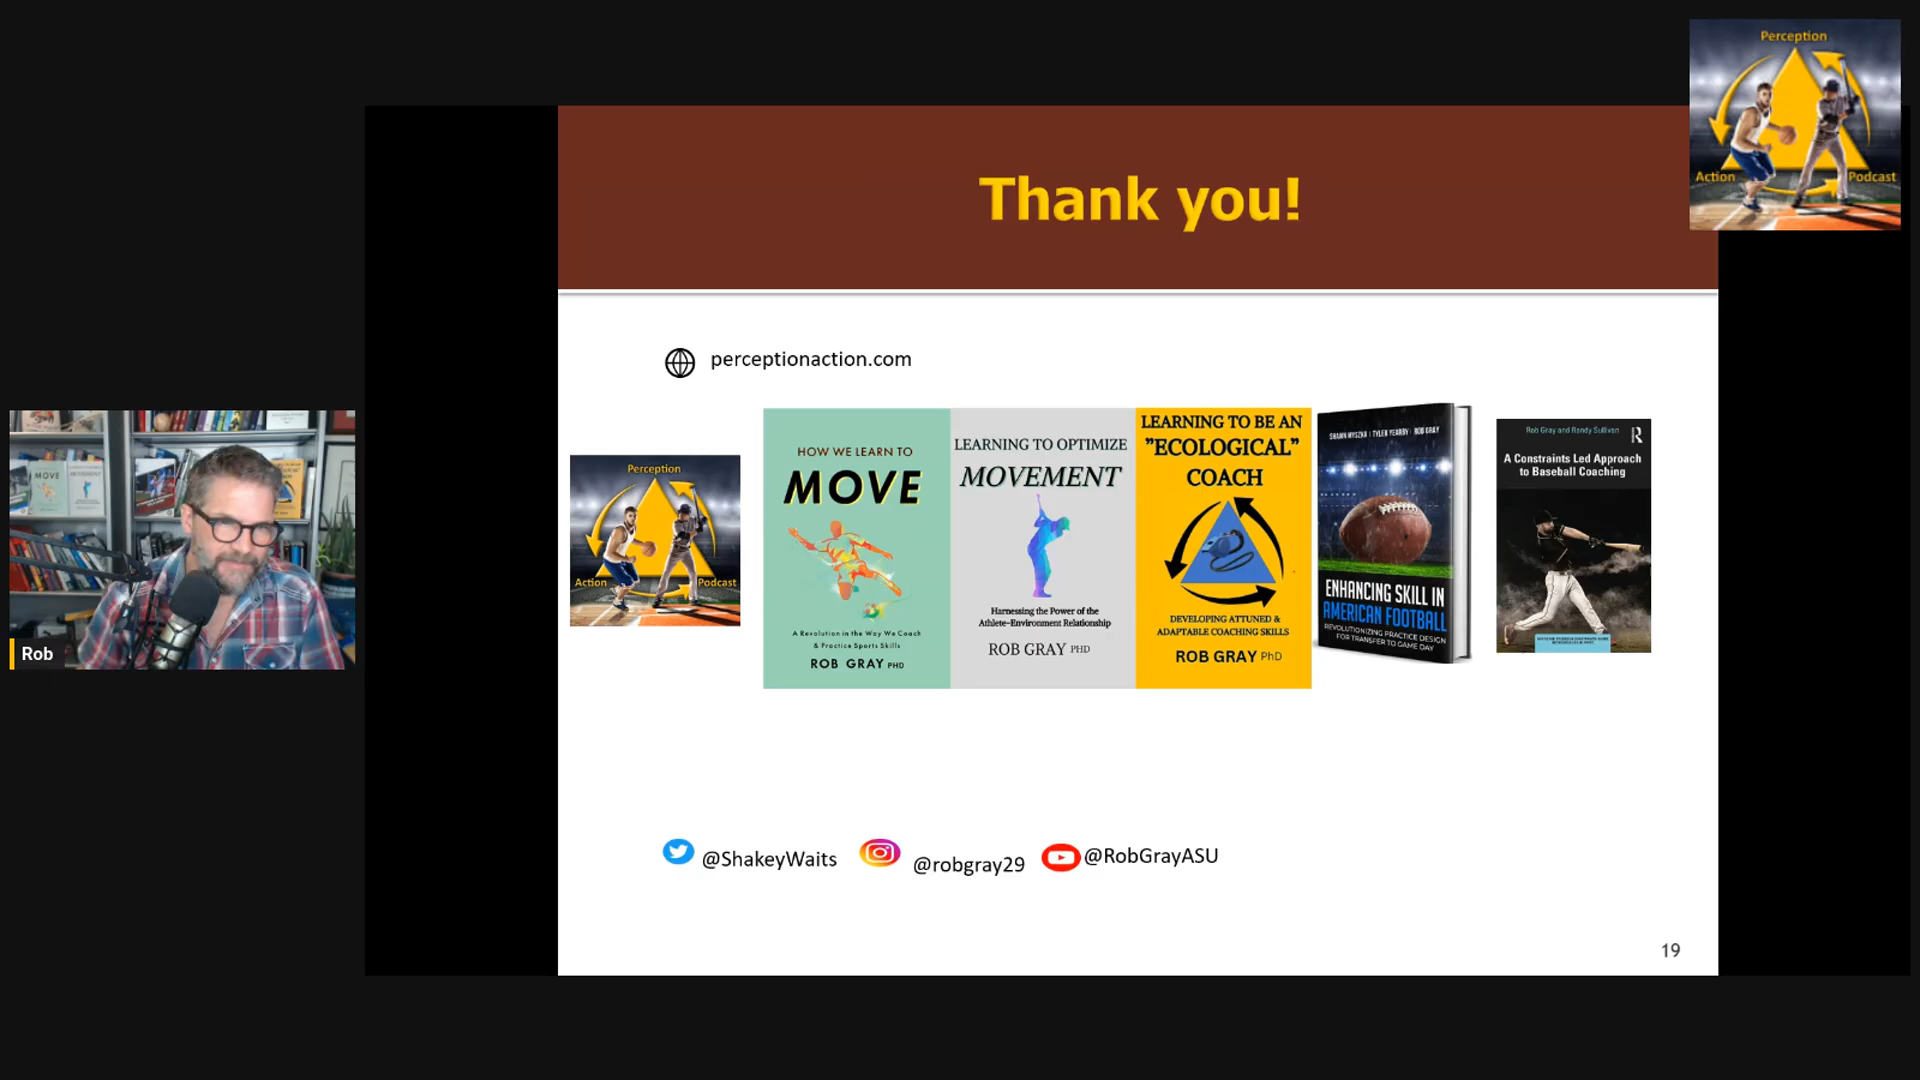 Perception
Action
Podcast
Thank you!
perceptionaction.com
Perception
Action
Podcast
HOW WE LEARN TO
MOVE
A Revolution in the Way We Coach
& Practice Sports Skills
ROB GRAY PHD
LEARNING TO OPTIMIZE
MOVEMENT
Harnessing the Power of the
Athlete-Environment Relationship
ROB GRAY PHD
LEARNING TO BE AN
"ECOLOGICAL"
COACH
DEVELOPING ATTUNED &
ADAPTABLE COACHING SKILLS
ROB GRAY PhD
SHAWN MYSZKA | TYLER YEARBY | ROB GRAY
ENHANCING SKILL IN
AMERICAN FOOTBALL
REVOLUTIONIZING PRACTICE DESIGN
FOR TRANSFER TO GAME DAY
Rob Gray and Randy Sullivan
R
A Constraints Led Approach
to Baseball Coaching
MOVE
Rob
@ShakeyWaits
@robgray29
@RobGrayASU
19